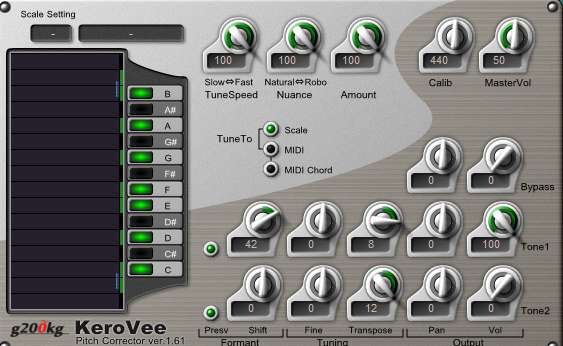 Scale Setting
- -
100 100 100 440 50
Slow⇔Fast Natural⇔Robo
TuneSpeed Nuance Amount Calib MasterVol
B
A#
A
G#
G
F#
F
E
D#
D
C#
C
TuneTo
Scale
MIDI
MIDI Chord
0 0
Bypass
42 0 8 0 100
Tone1
0 0 12 0 0
Tone2
Presv Shift Fine Transpose Pan Vol
Formant Tuning Output
g200kg KeroVee
Pitch Corrector ver.1.61